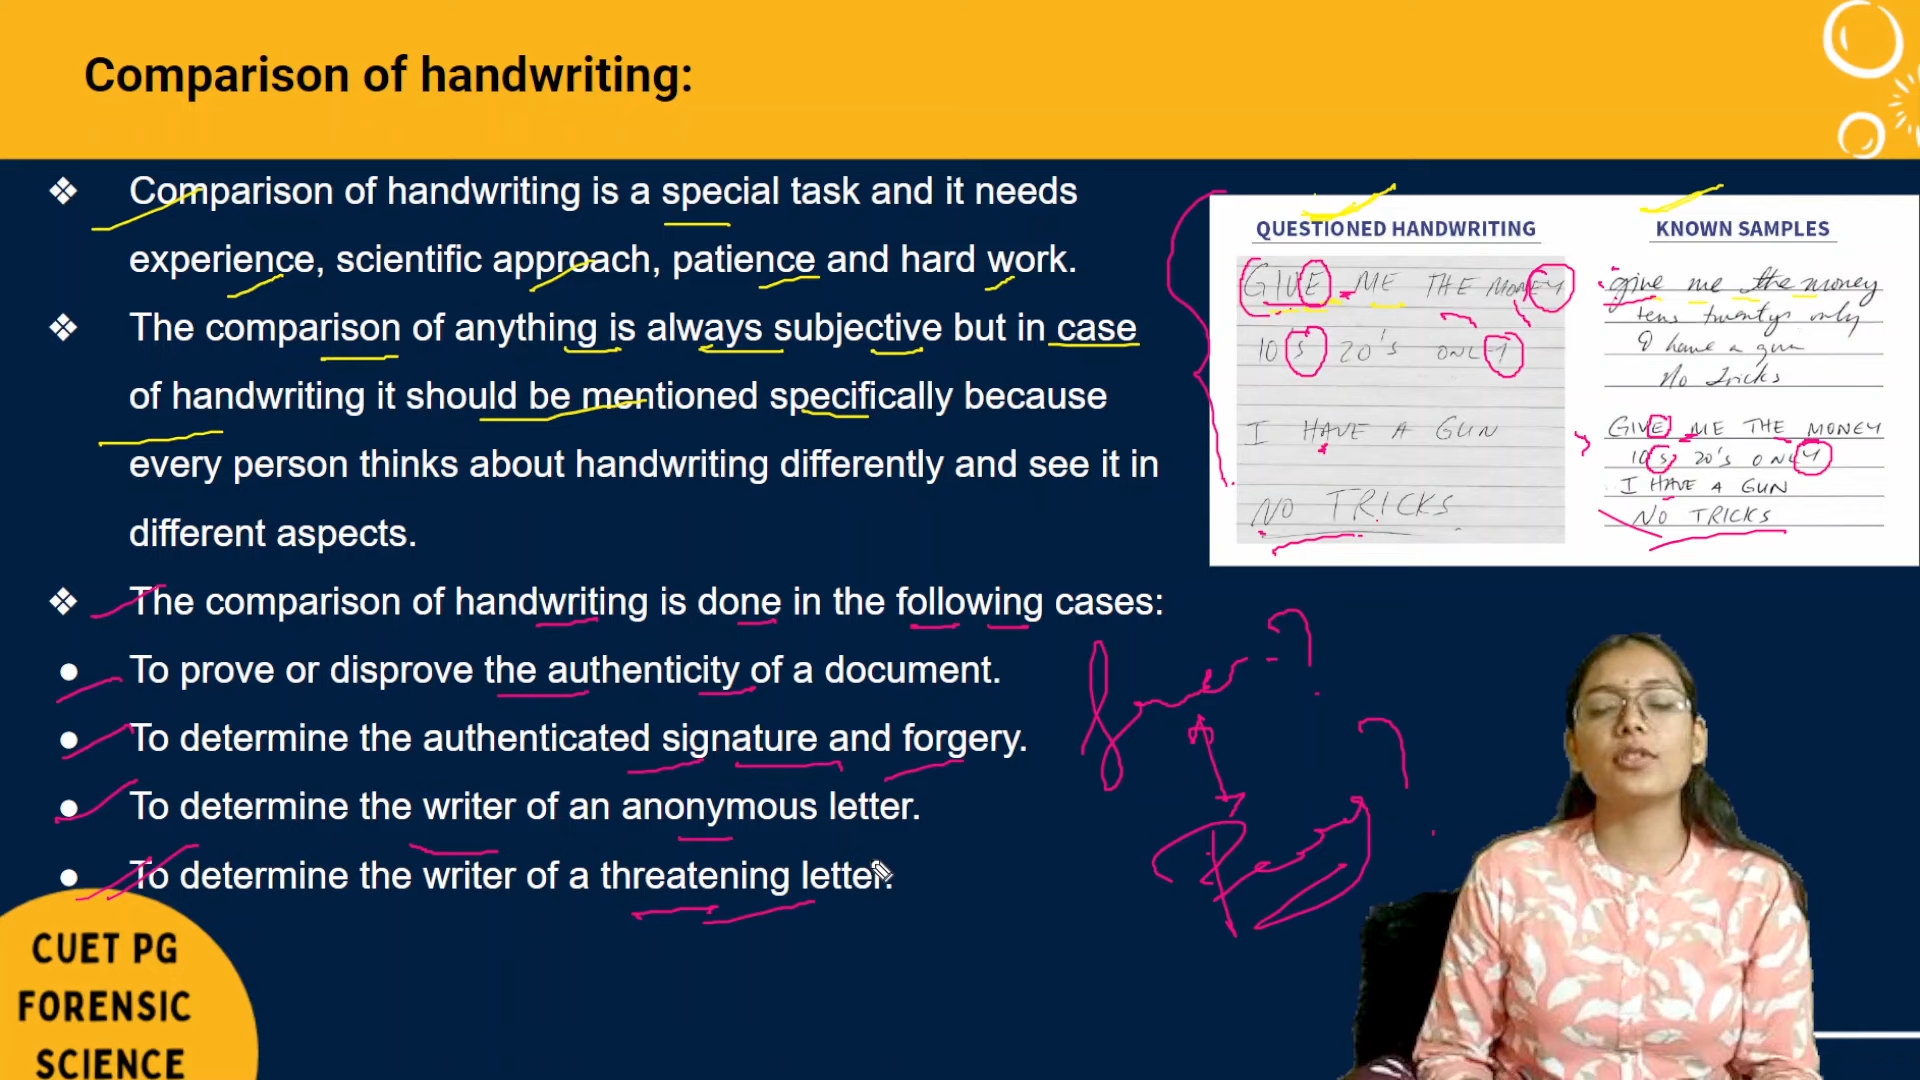 Comparison of handwriting:
❖ Comparison of handwriting is a special task and it needs
experience, scientific approach, patience and hard work.
❖ The comparison of anything is always subjective but in case
of handwriting it should be mentioned specifically because
every person thinks about handwriting differently and see it in
different aspects.
❖ The comparison of handwriting is done in the following cases:
● To prove or disprove the authenticity of a document.
● To determine the authenticated signature and forgery.
● To determine the writer of an anonymous letter.
● To determine the writer of a threatening letter.
QUESTIONED HANDWRITING
GIVE ME THE MONEY
10's 20's ONLY
I HAVE A GUN
NO TRICKS
KNOWN SAMPLES
give me the money
tens twentys only
I have a gun
No Tricks
GIVE ME THE MONEY
10's 20's ONLY
I HAVE A GUN
NO TRICKS
CUET PG
FORENSIC
SCIENCE